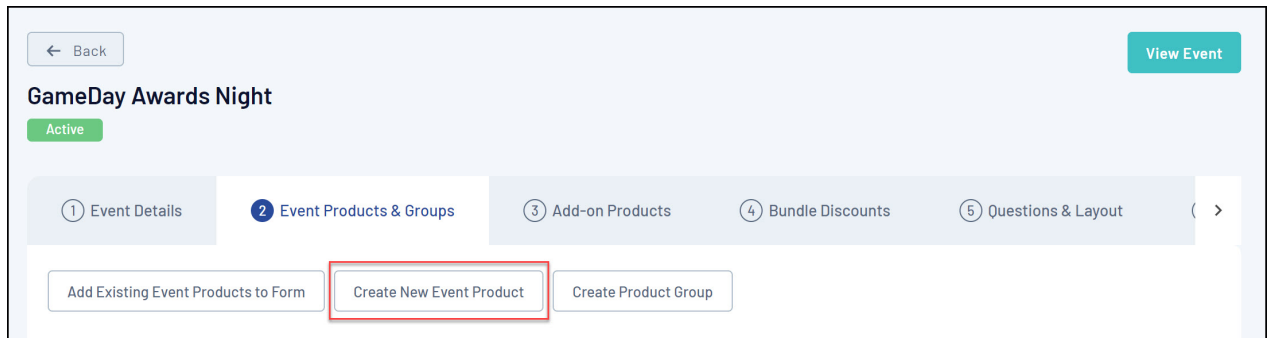 ← Back
View Event
GameDay Awards Night
Active
1 Event Details 2 Event Products & Groups 3 Add-on Products 4 Bundle Discounts 5 Questions & Layout
Add Existing Event Products to Form Create New Event Product Create Product Group